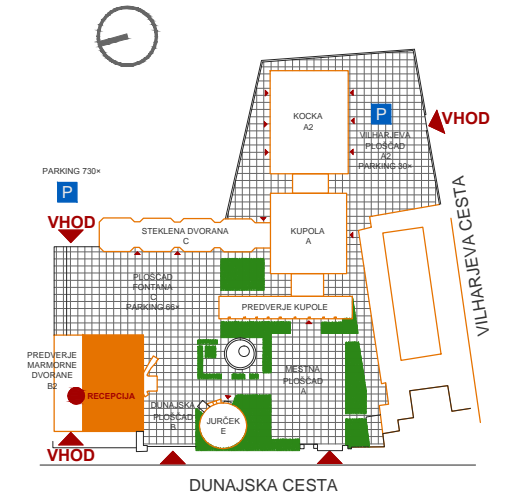 KOCKA
A2
P
VHOD
VILHARJEVA
PLOŠČAD
A2
PARKING 30×
PARKING 730×
P
VHOD
STEKLENA DVORANA
C
KUPOLA
A
VILHARJEVA CESTA
PLOŠČAD
FONTANA
C
PARKING 66×
PREDVERJE KUPOLE
PREDVERJE
MARMORNE
DVORANE
B2
RECEPCIJA
MESTNA
PLOŠČAD
A
DUNAJSKA
PLOŠČAD
B
JURČEK
E
VHOD
DUNAJSKA CESTA